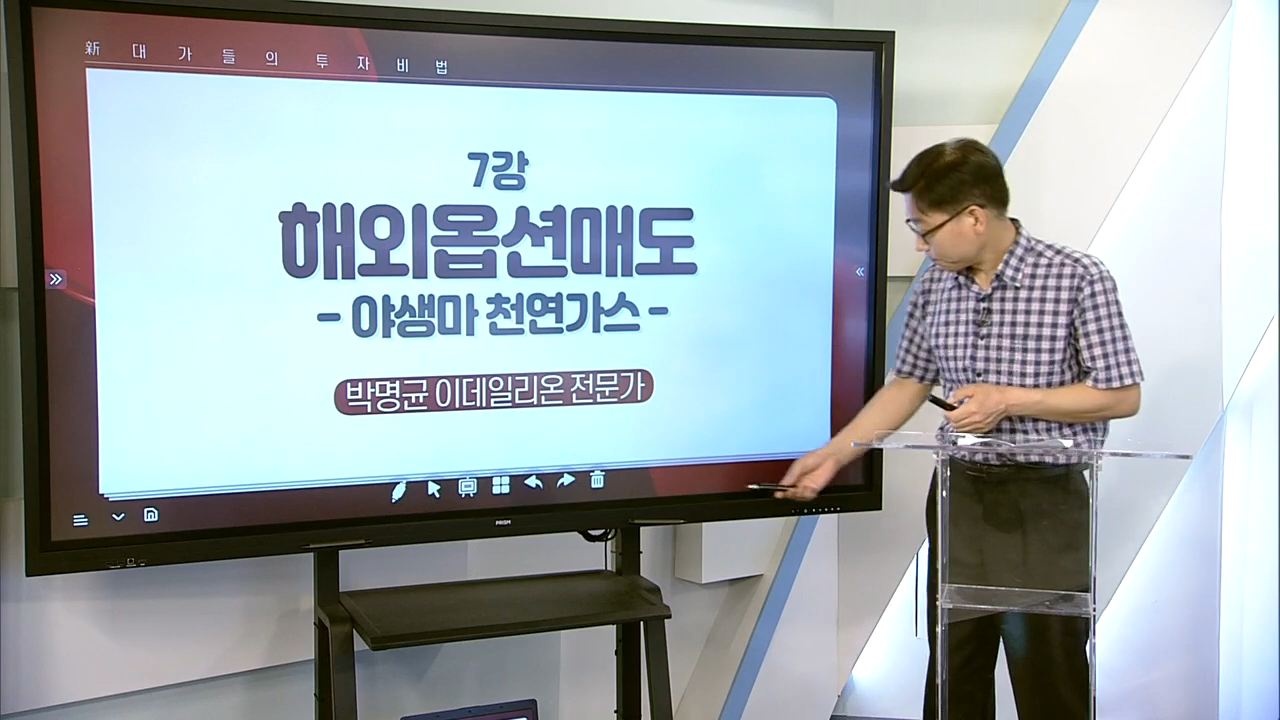 新 대가들의 투자비법
7강
해외옵션매도
- 야생마 천연가스 -
박명균 이데일리온 전문가
PRISM